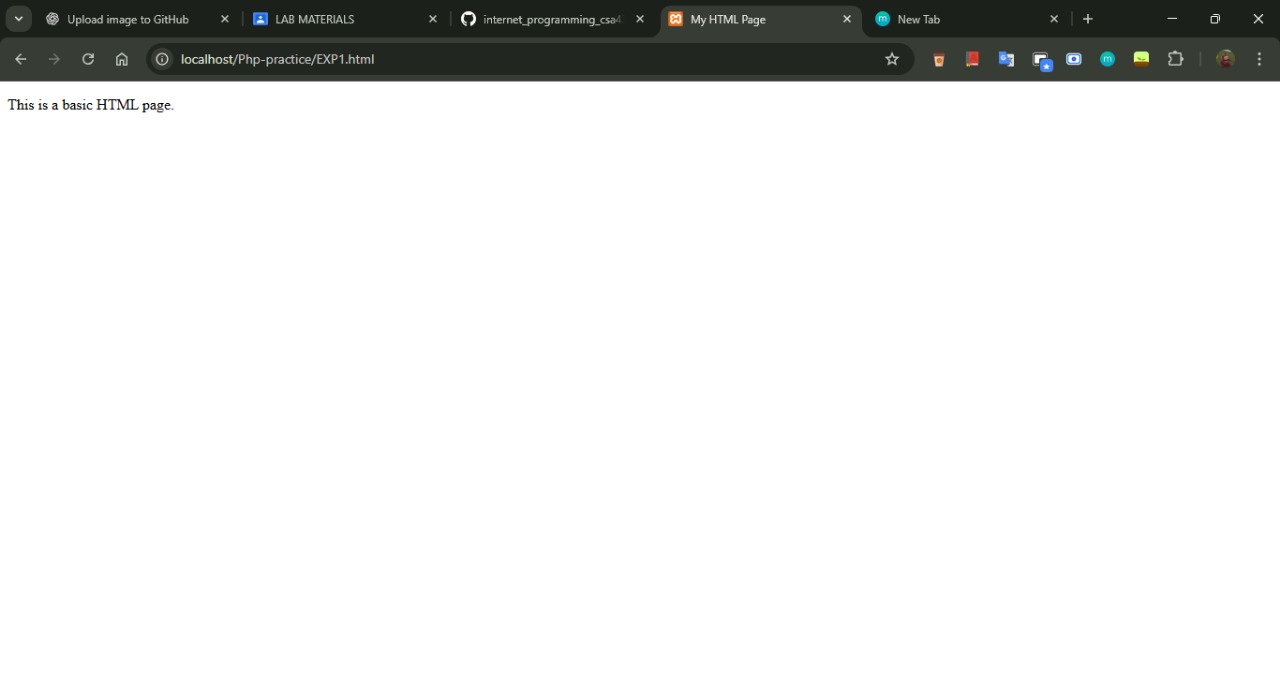 Upload image to GitHub
LAB MATERIALS
internet_programming_csa4
My HTML Page
New Tab
localhost/Php-practice/EXP1.html
This is a basic HTML page.